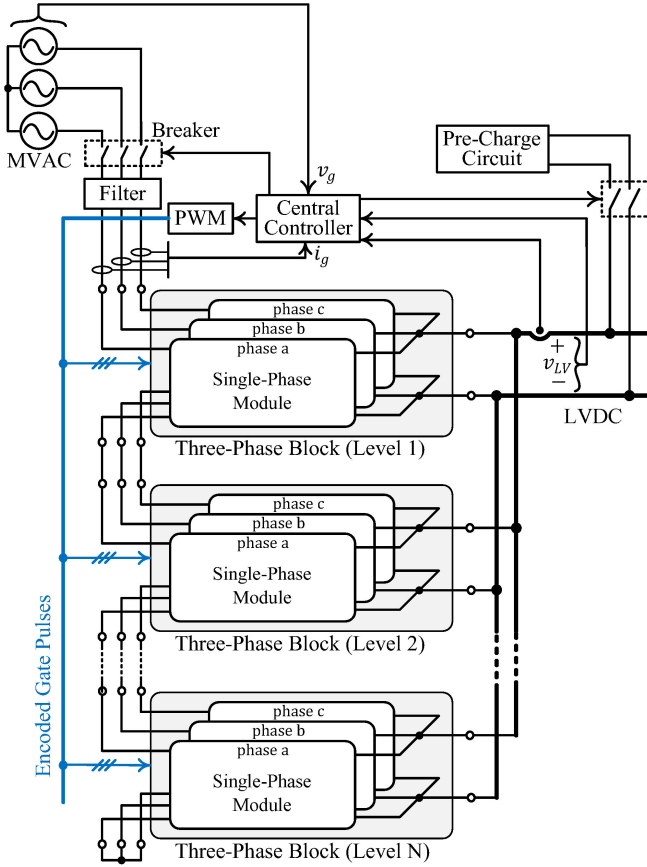 MVAC
Breaker
Filter
PWM
v_g
Central
Controller
i_g
Pre-Charge
Circuit
+
v_LV
−
LVDC
phase c
phase b
phase a
Single-Phase
Module
Three-Phase Block (Level 1)
phase c
phase b
phase a
Single-Phase
Module
Three-Phase Block (Level 2)
phase c
phase b
phase a
Single-Phase
Module
Three-Phase Block (Level N)
Encoded Gate Pulses